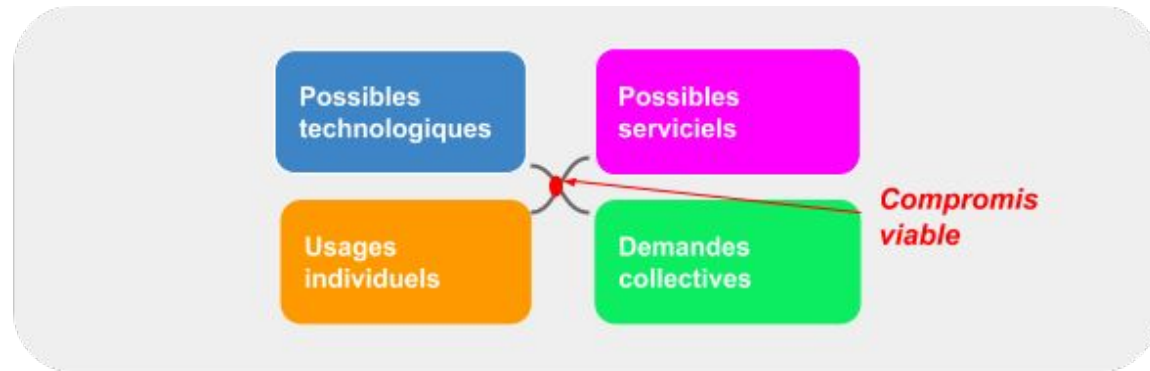 Possibles
technologiques
Possibles
serviciels
Usages
individuels
Demandes
collectives
Compromis
viable